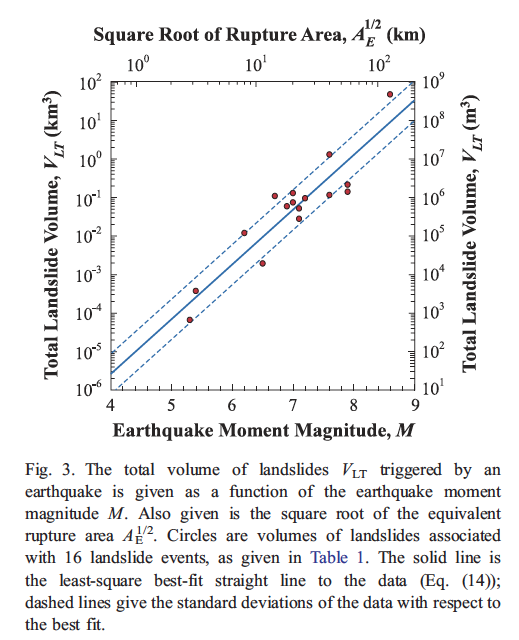 Square Root of Rupture Area, A_E^1/2 (km)
10^0 10^1 10^2
Total Landslide Volume, V_LT (km^3)
10^2
10^1
10^0
10^-1
10^-2
10^-3
10^-4
10^-5
10^-6
10^9
10^8
10^7
10^6
10^5
10^4
10^3
10^2
10^1
Total Landslide Volume, V_LT (m^3)
4 5 6 7 8 9
Earthquake Moment Magnitude, M
Fig. 3. The total volume of landslides V_LT triggered by an
earthquake is given as a function of the earthquake moment
magnitude M. Also given is the square root of the equivalent
rupture area A_E^1/2. Circles are volumes of landslides associated
with 16 landslide events, as given in Table 1. The solid line is
the least-square best-fit straight line to the data (Eq. (14));
dashed lines give the standard deviations of the data with respect to
the best fit.